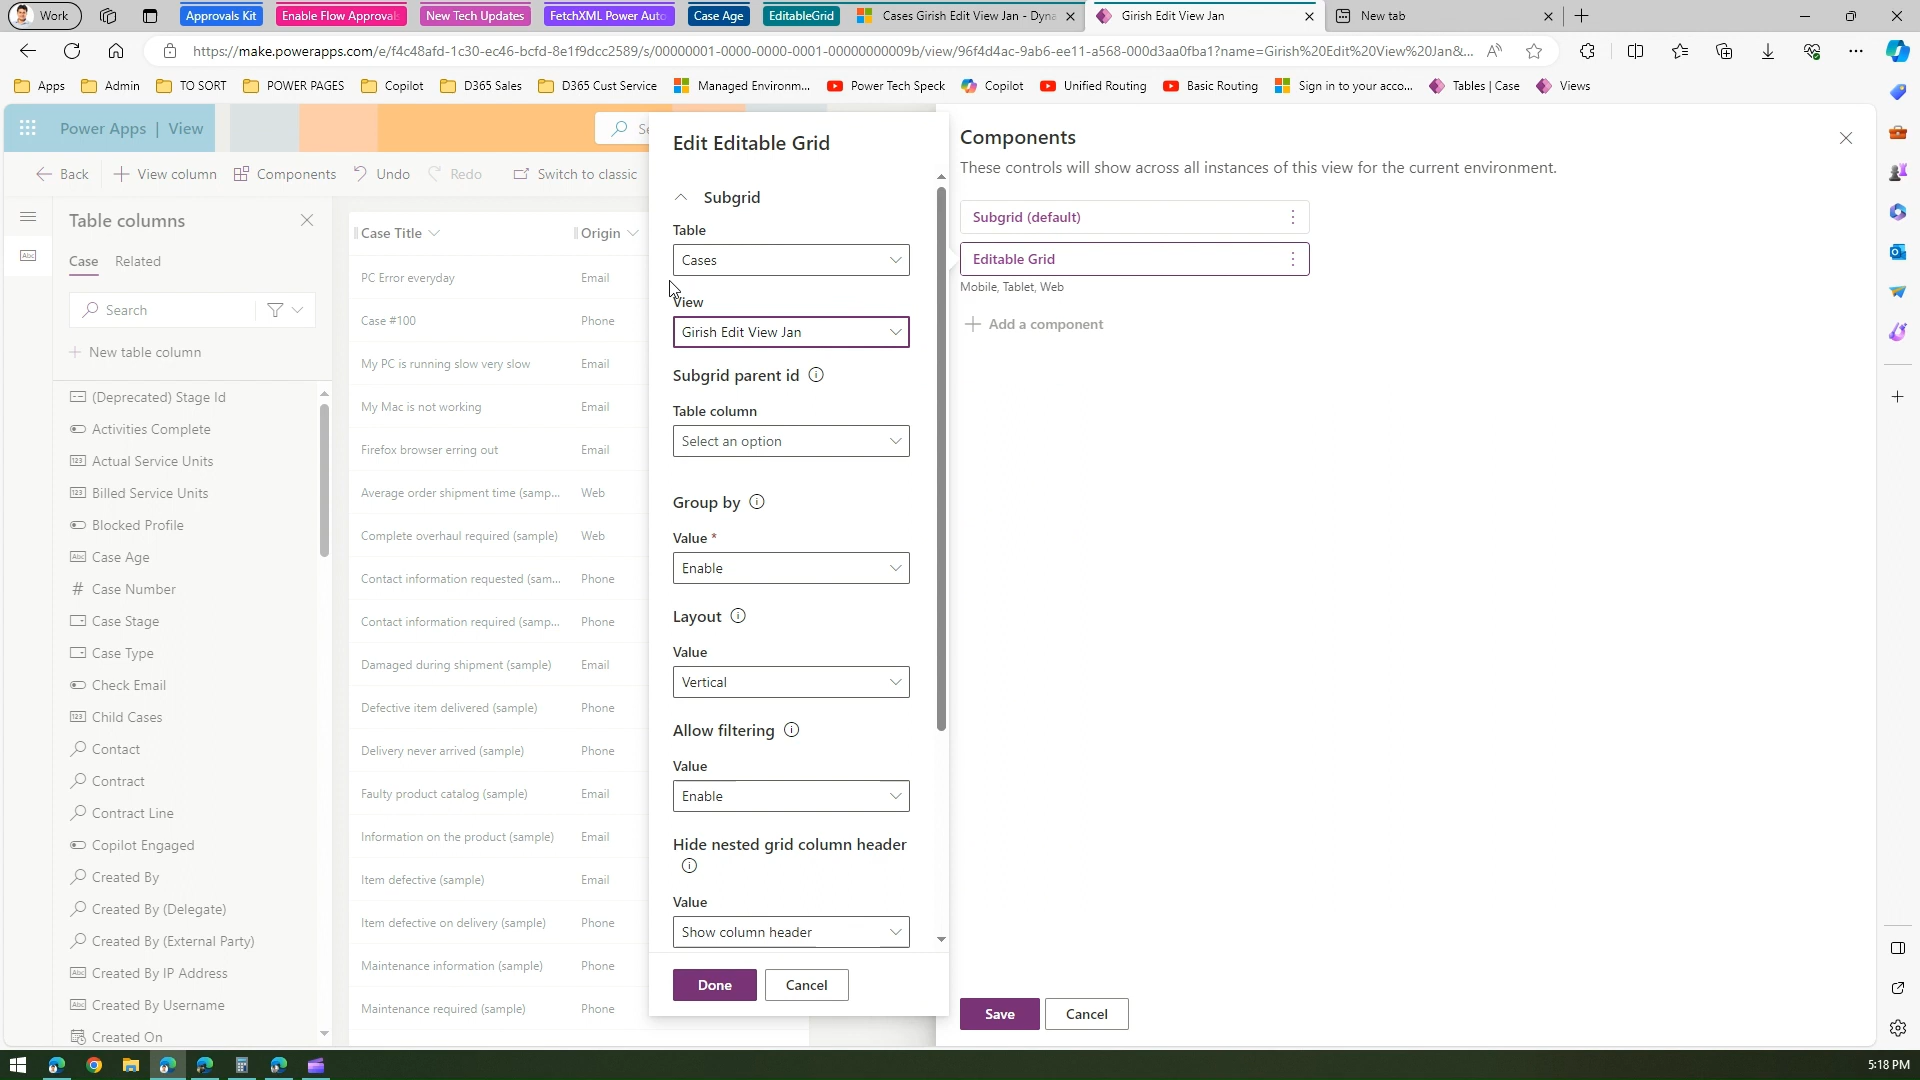 Work
Approvals Kit
Enable Flow Approvals
New Tech Updates
FetchXML Power Auto
Case Age
EditableGrid
Cases Girish Edit View Jan - Dyna
Girish Edit View Jan
New tab
https://make.powerapps.com/e/f4c48afd-1c30-ec46-bcfd-8e1f9dcc2589/s/00000001-0000-0000-0001-00000000009b/view/96f4d4ac-9ab6-ee11-a568-000d3aa0fba1?name=Girish%20Edit%20View%20Jan&...
Apps
Admin
TO SORT
POWER PAGES
Copilot
D365 Sales
D365 Cust Service
Managed Environm...
Power Tech Speck
Copilot
Unified Routing
Basic Routing
Sign in to your acco...
Tables | Case
Views
Power Apps | View
Back
View column
Components
Undo
Redo
Switch to classic
Table columns
Case
Related
Search
New table column
(Deprecated) Stage Id
Activities Complete
Actual Service Units
Billed Service Units
Blocked Profile
Case Age
Case Number
Case Stage
Case Type
Check Email
Child Cases
Contact
Contract
Contract Line
Copilot Engaged
Created By
Created By (Delegate)
Created By (External Party)
Created By IP Address
Created By Username
Created On
Case Title
Origin
PC Error everyday
Email
Case #100
Phone
My PC is running slow very slow
Email
My Mac is not working
Email
Firefox browser erring out
Email
Average order shipment time (samp...
Web
Complete overhaul required (sample)
Web
Contact information requested (sam...
Phone
Contact information required (samp...
Phone
Damaged during shipment (sample)
Email
Defective item delivered (sample)
Phone
Delivery never arrived (sample)
Phone
Faulty product catalog (sample)
Email
Information on the product (sample)
Email
Item defective (sample)
Email
Item defective on delivery (sample)
Phone
Maintenance information (sample)
Phone
Maintenance required (sample)
Phone
Edit Editable Grid
Subgrid
Table
Cases
View
Girish Edit View Jan
Subgrid parent id
Table column
Select an option
Group by
Value *
Enable
Layout
Value
Vertical
Allow filtering
Value
Enable
Hide nested grid column header
Value
Show column header
Done
Cancel
Components
These controls will show across all instances of this view for the current environment.
Subgrid (default)
Editable Grid
Mobile, Tablet, Web
Add a component
Save
Cancel
5:18 PM